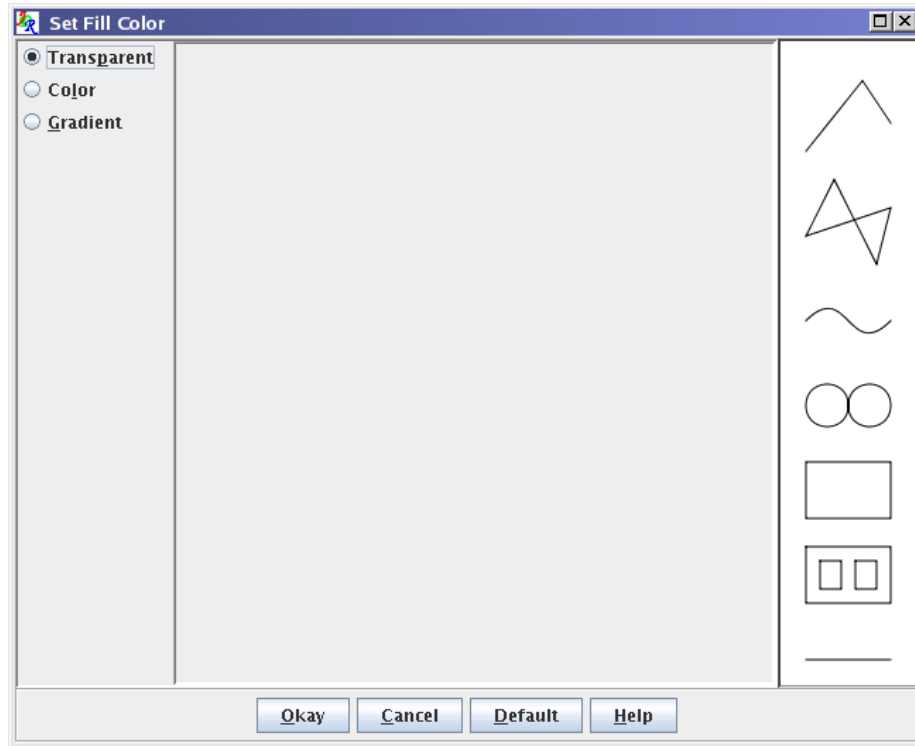 Set Fill Color
Transparent
Color
Gradient
Okay Cancel Default Help